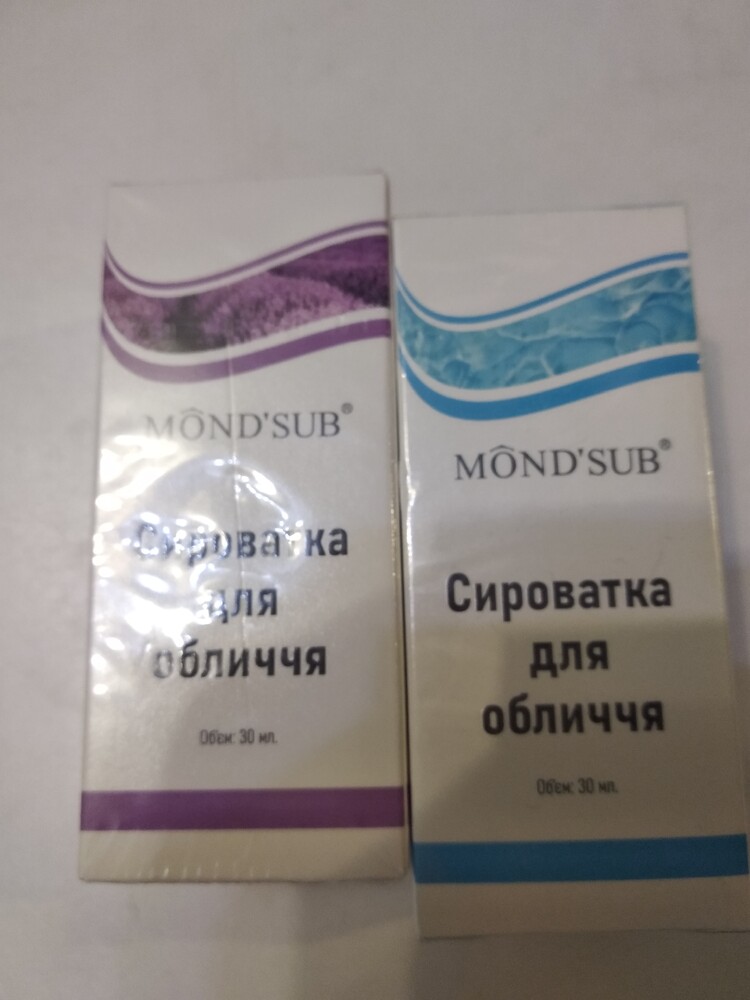 MÔND'SUB®
Сироватка
для
обличчя
Об'єм: 30 мл.
MÔND'SUB®
Сироватка
для
обличчя
Об'єм: 30 мл.